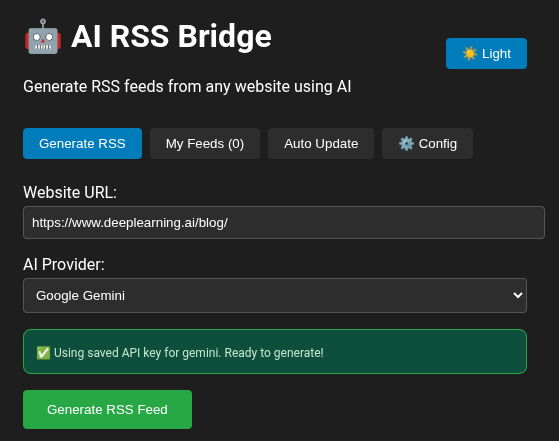 🤖 AI RSS Bridge
☀️ Light
Generate RSS feeds from any website using AI
Generate RSS My Feeds (0) Auto Update ⚙️ Config
Website URL:
https://www.deeplearning.ai/blog/
AI Provider:
Google Gemini
✅ Using saved API key for gemini. Ready to generate!
Generate RSS Feed